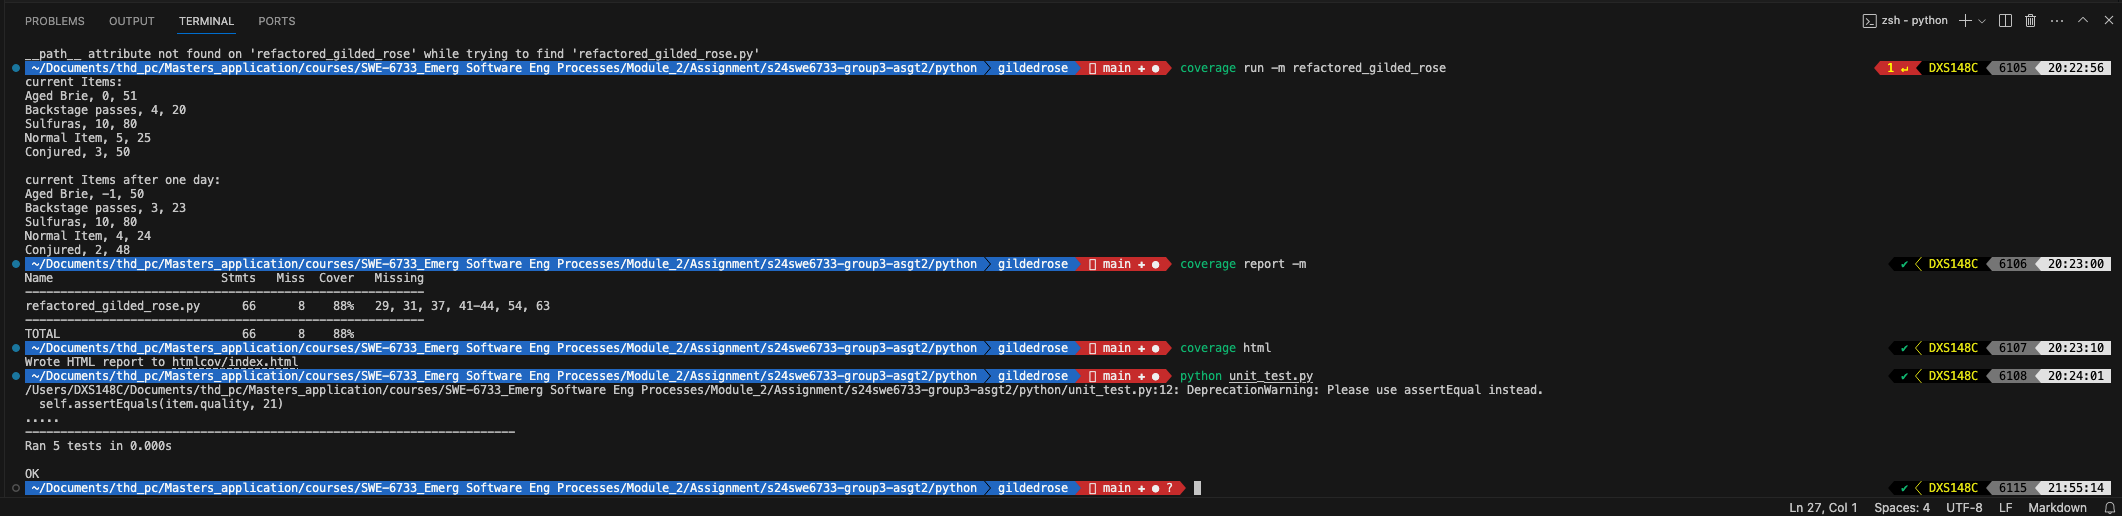 PROBLEMS OUTPUT TERMINAL PORTS zsh - python
__path__ attribute not found on 'refactored_gilded_rose' while trying to find 'refactored_gilded_rose.py'
~/Documents/thd_pc/Masters_application/courses/SWE-6733_Emerg Software Eng Processes/Module_2/Assignment/s24swe6733-group3-asgt2/python gildedrose main + ● coverage run -m refactored_gilded_rose 1 ↵ DXS148C 6105 20:22:56
current Items:
Aged Brie, 0, 51
Backstage passes, 4, 20
Sulfuras, 10, 80
Normal Item, 5, 25
Conjured, 3, 50
current Items after one day:
Aged Brie, -1, 50
Backstage passes, 3, 23
Sulfuras, 10, 80
Normal Item, 4, 24
Conjured, 2, 48
~/Documents/thd_pc/Masters_application/courses/SWE-6733_Emerg Software Eng Processes/Module_2/Assignment/s24swe6733-group3-asgt2/python gildedrose main + ● coverage report -m ✔ DXS148C 6106 20:23:00
Name Stmts Miss Cover Missing
----------------------------------------------------------
refactored_gilded_rose.py 66 8 88% 29, 31, 37, 41-44, 54, 63
----------------------------------------------------------
TOTAL 66 8 88%
~/Documents/thd_pc/Masters_application/courses/SWE-6733_Emerg Software Eng Processes/Module_2/Assignment/s24swe6733-group3-asgt2/python gildedrose main + ● coverage html ✔ DXS148C 6107 20:23:10
Wrote HTML report to htmlcov/index.html
~/Documents/thd_pc/Masters_application/courses/SWE-6733_Emerg Software Eng Processes/Module_2/Assignment/s24swe6733-group3-asgt2/python gildedrose main + ● python unit_test.py ✔ DXS148C 6108 20:24:01
/Users/DXS148C/Documents/thd_pc/Masters_application/courses/SWE-6733_Emerg Software Eng Processes/Module_2/Assignment/s24swe6733-group3-asgt2/python/unit_test.py:12: DeprecationWarning: Please use assertEqual instead.
self.assertEquals(item.quality, 21)
.....
----------------------------------------------------------------------
Ran 5 tests in 0.000s
OK
~/Documents/thd_pc/Masters_application/courses/SWE-6733_Emerg Software Eng Processes/Module_2/Assignment/s24swe6733-group3-asgt2/python gildedrose main + ● ? ✔ DXS148C 6115 21:55:14
Ln 27, Col 1 Spaces: 4 UTF-8 LF Markdown